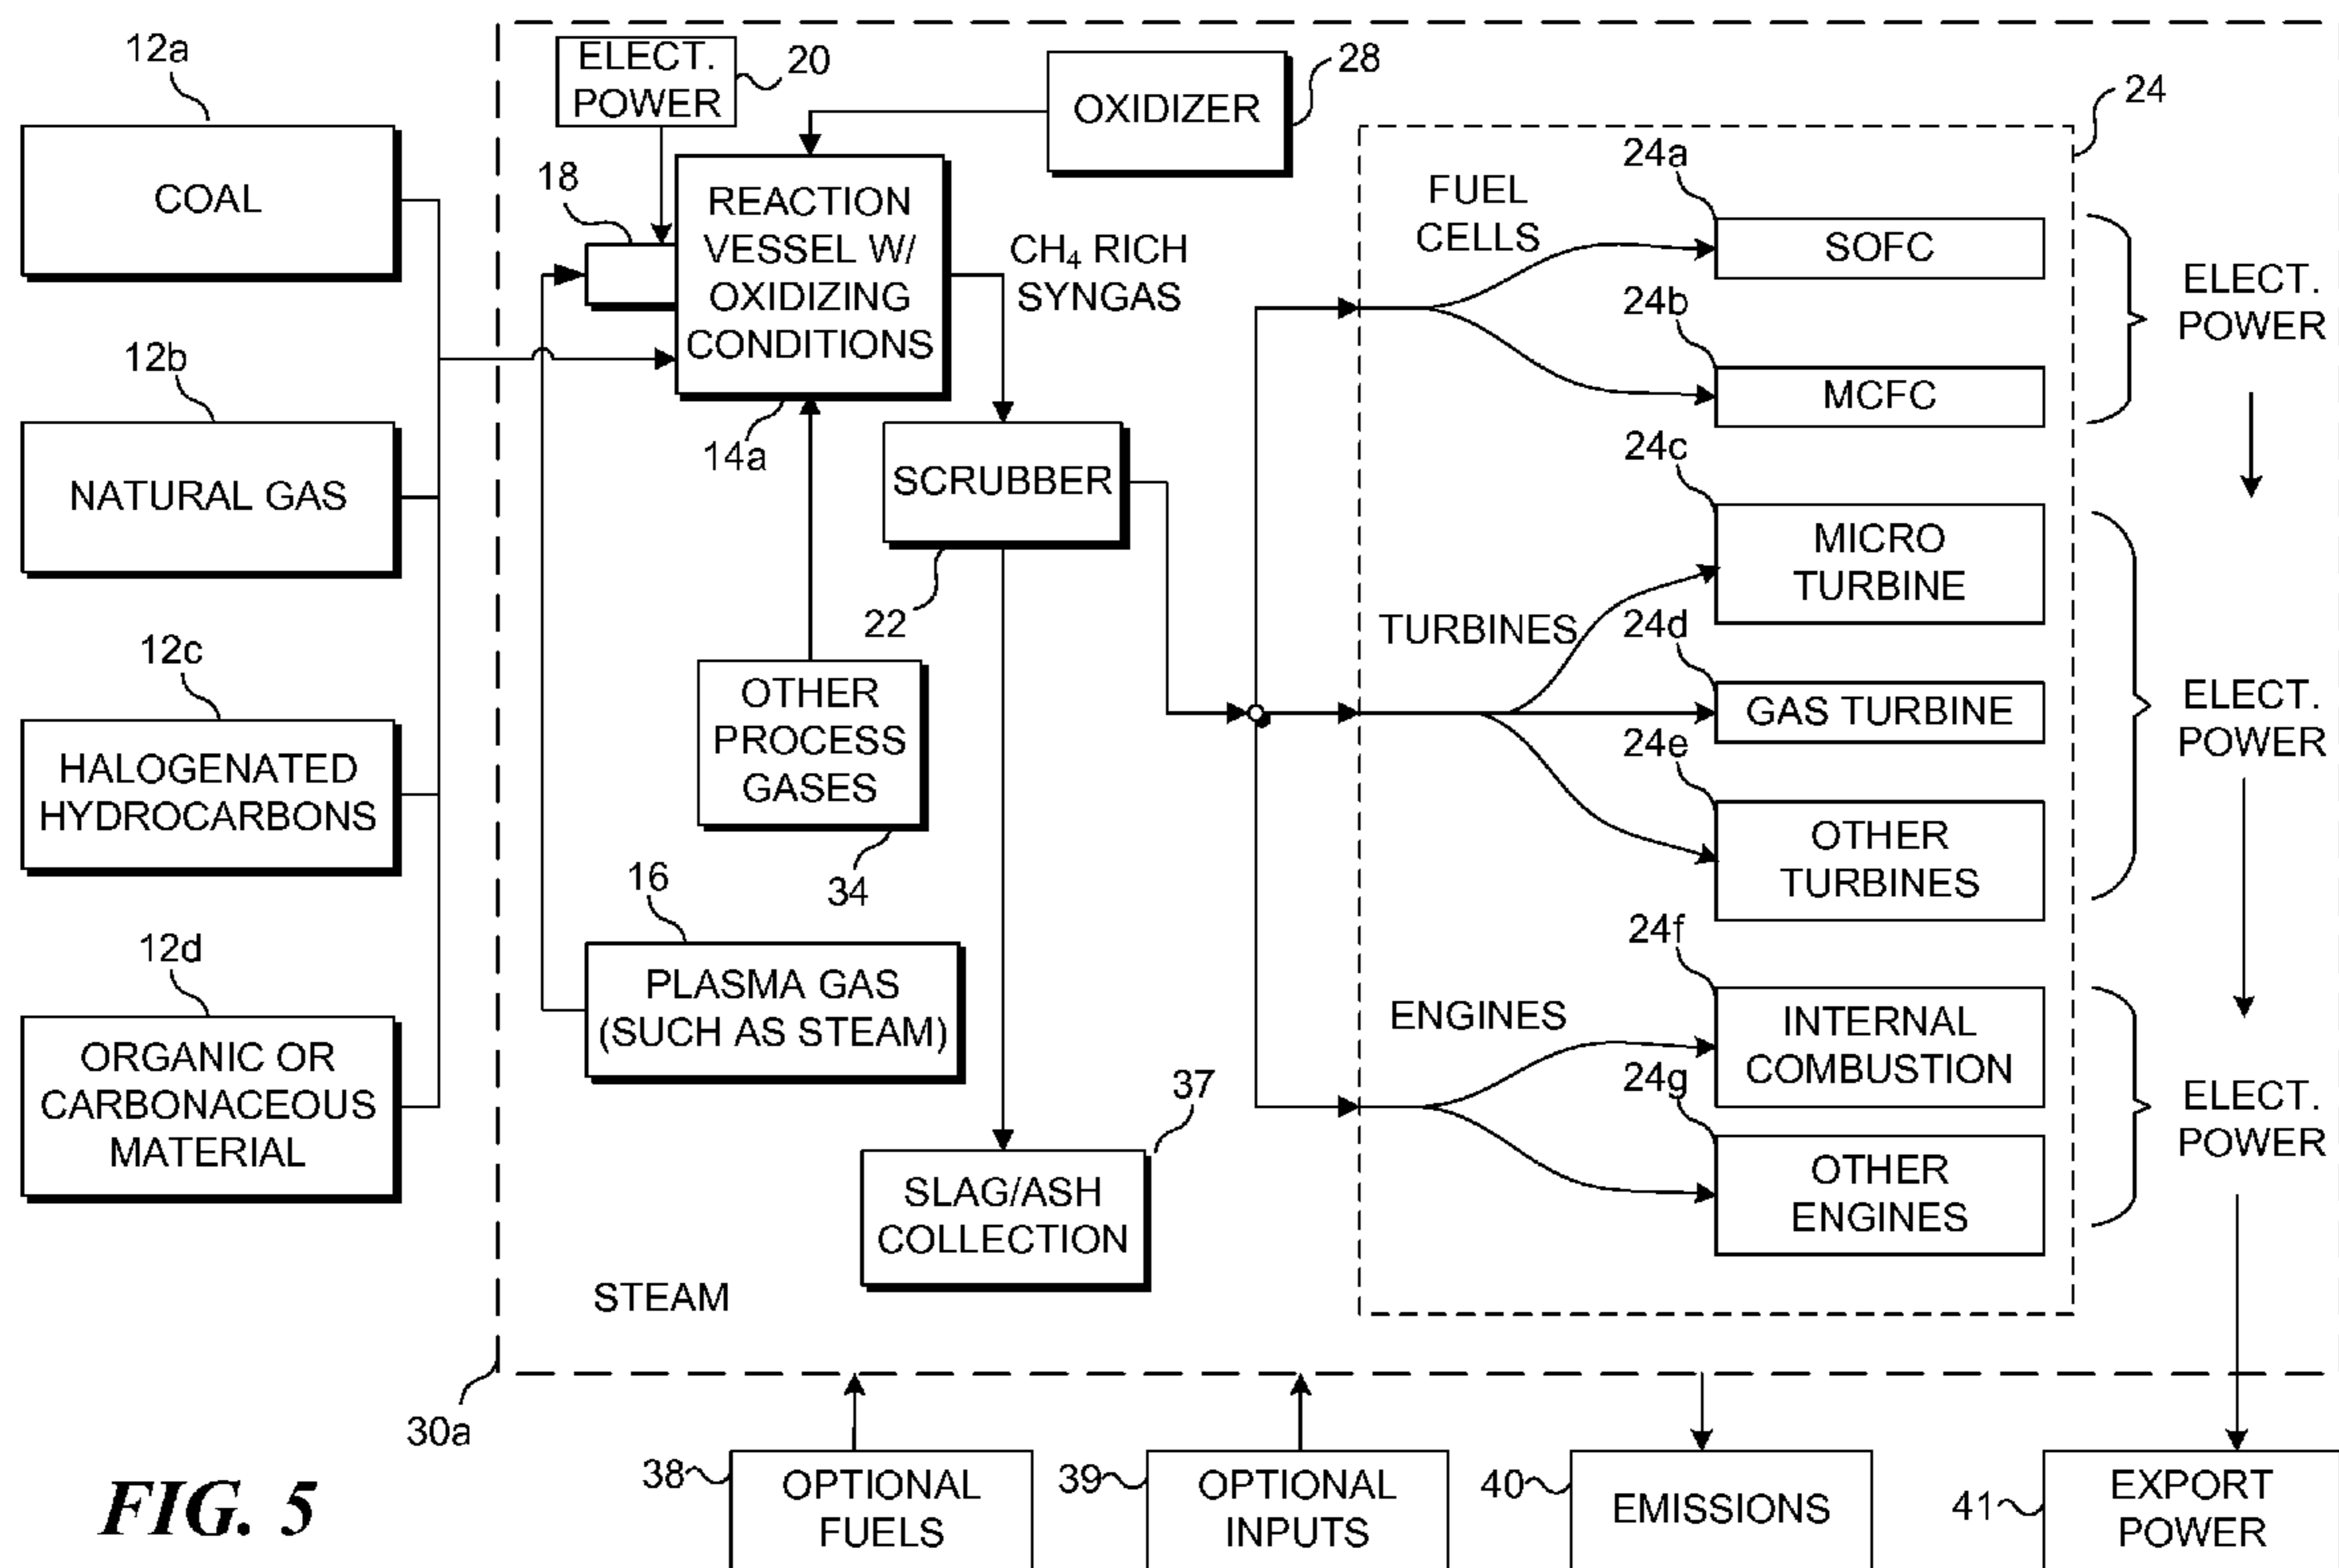 12a
COAL
12b
NATURAL GAS
12c
HALOGENATED
HYDROCARBONS
12d
ORGANIC OR
CARBONACEOUS
MATERIAL
ELECT.
POWER
20
OXIDIZER
28
18
REACTION
VESSEL W/
OXIDIZING
CONDITIONS
14a
CH₄ RICH
SYNGAS
SCRUBBER
22
OTHER
PROCESS
GASES
34
16
PLASMA GAS
(SUCH AS STEAM)
37
SLAG/ASH
COLLECTION
STEAM
30a
24
FUEL
CELLS
24a
SOFC
24b
MCFC
ELECT.
POWER
TURBINES
24c
MICRO
TURBINE
24d
GAS TURBINE
24e
OTHER
TURBINES
ELECT.
POWER
ENGINES
24f
INTERNAL
COMBUSTION
24g
OTHER
ENGINES
ELECT.
POWER
38
OPTIONAL
FUELS
39
OPTIONAL
INPUTS
40
EMISSIONS
41
EXPORT
POWER
FIG. 5